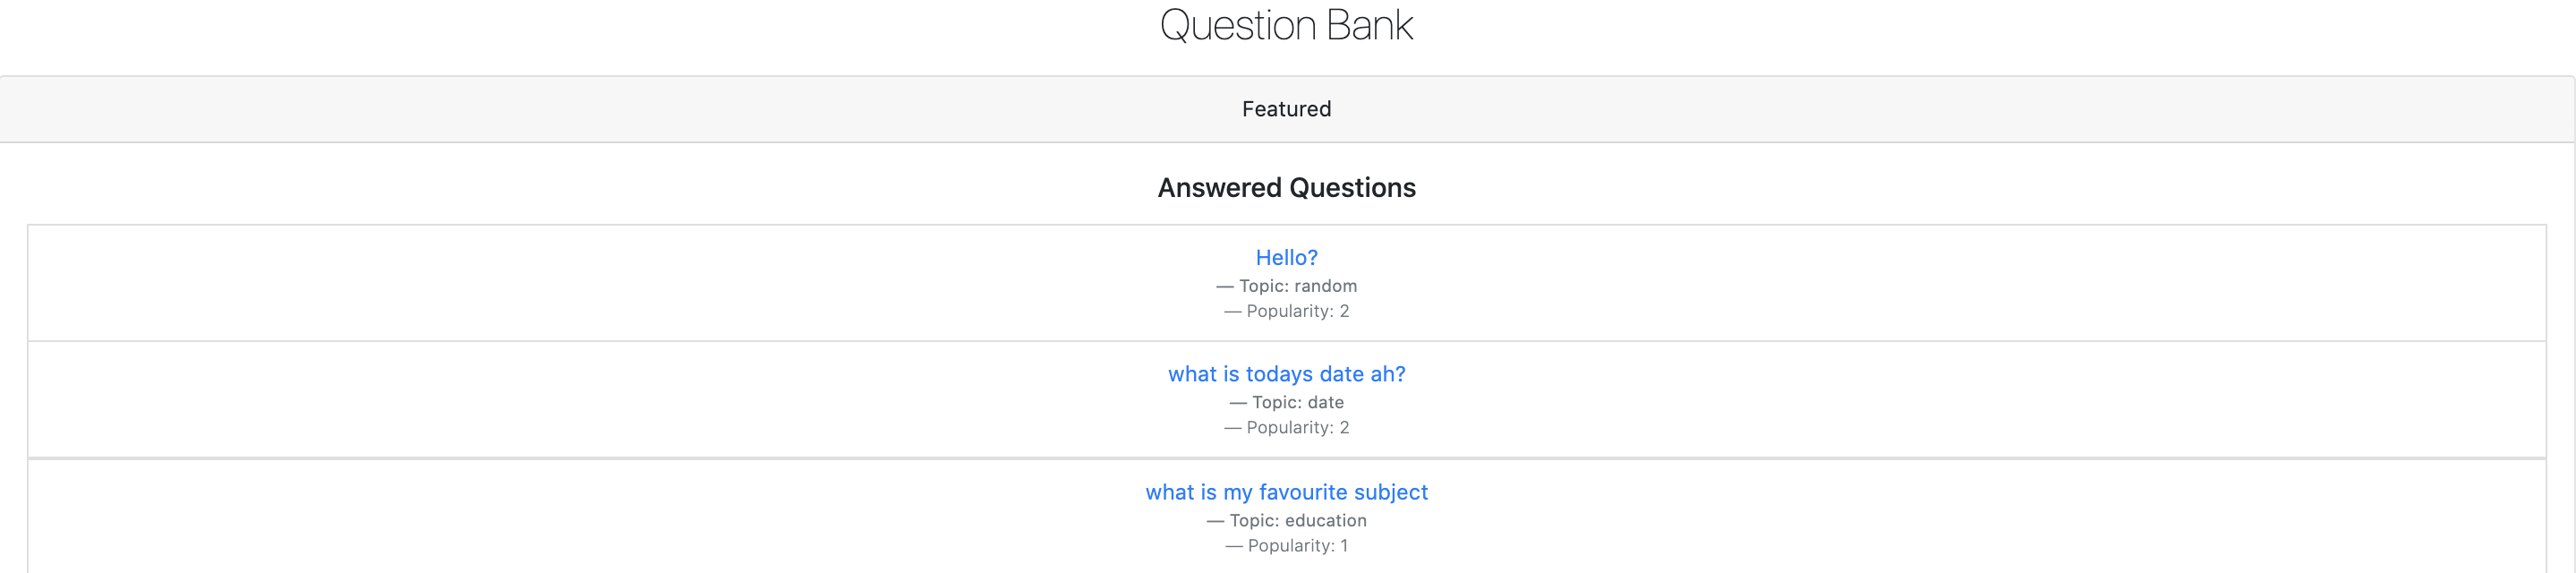 Question Bank
Featured
Answered Questions
Hello?
— Topic: random
— Popularity: 2
what is todays date ah?
— Topic: date
— Popularity: 2
what is my favourite subject
— Topic: education
— Popularity: 1